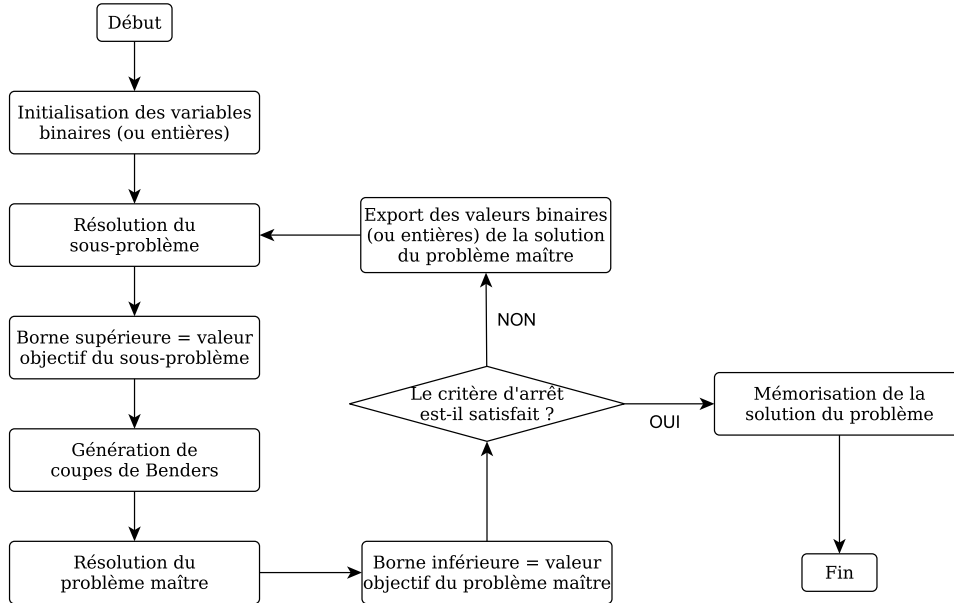 Début
Initialisation des variables
binaires (ou entières)
Résolution du
sous-problème
Borne supérieure = valeur
objectif du sous-problème
Génération de
coupes de Benders
Résolution du
problème maître
Borne inférieure = valeur
objectif du problème maître
Le critère d'arrêt
est-il satisfait ?
NON
Export des valeurs binaires
(ou entières) de la solution
du problème maître
OUI
Mémorisation de la
solution du problème
Fin